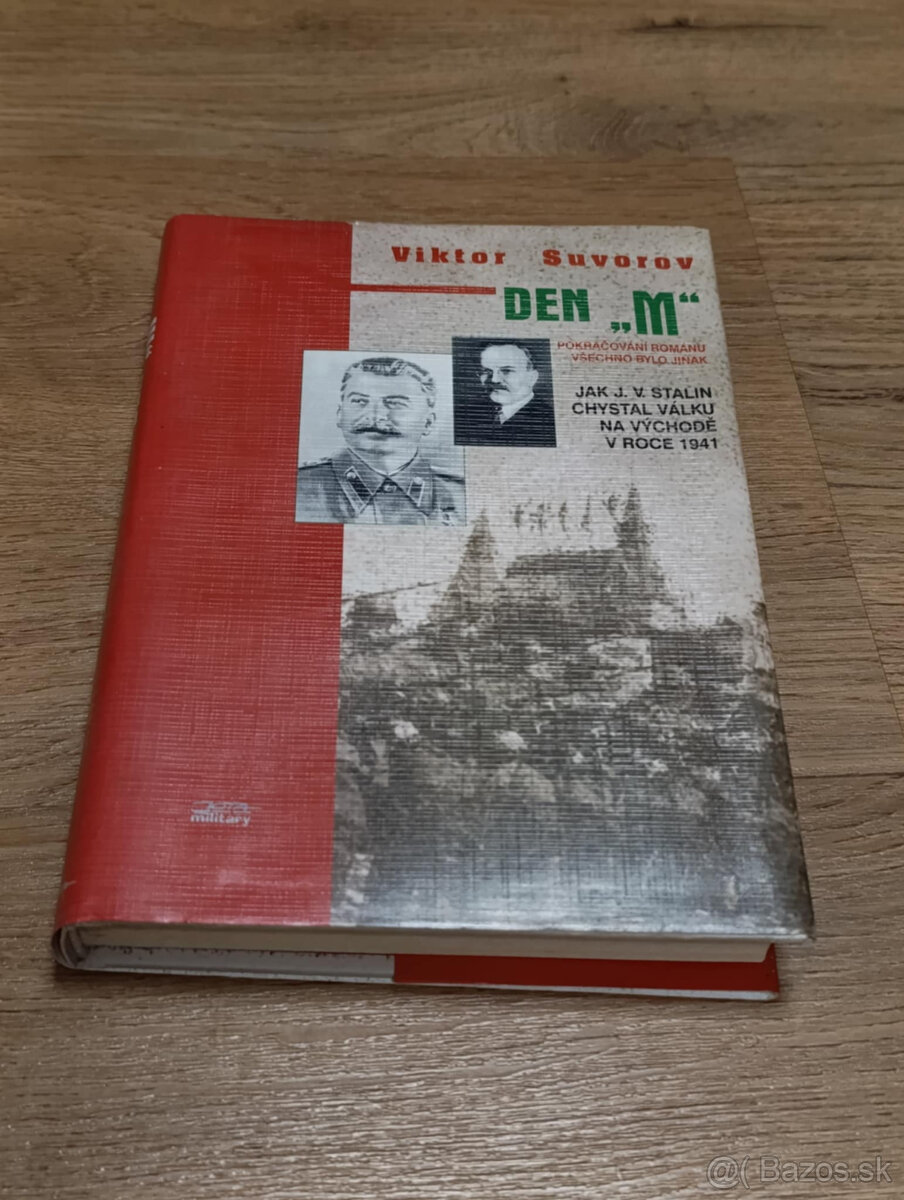 Viktor Suvorov
DEN „M“
POKRAČOVÁNÍ ROMÁNU
VŠECHNO BYLO JINAK
JAK J. V. STALIN
CHYSTAL VÁLKU
NA VÝCHODĚ
V ROCE 1941
military
@( Bazos.sk